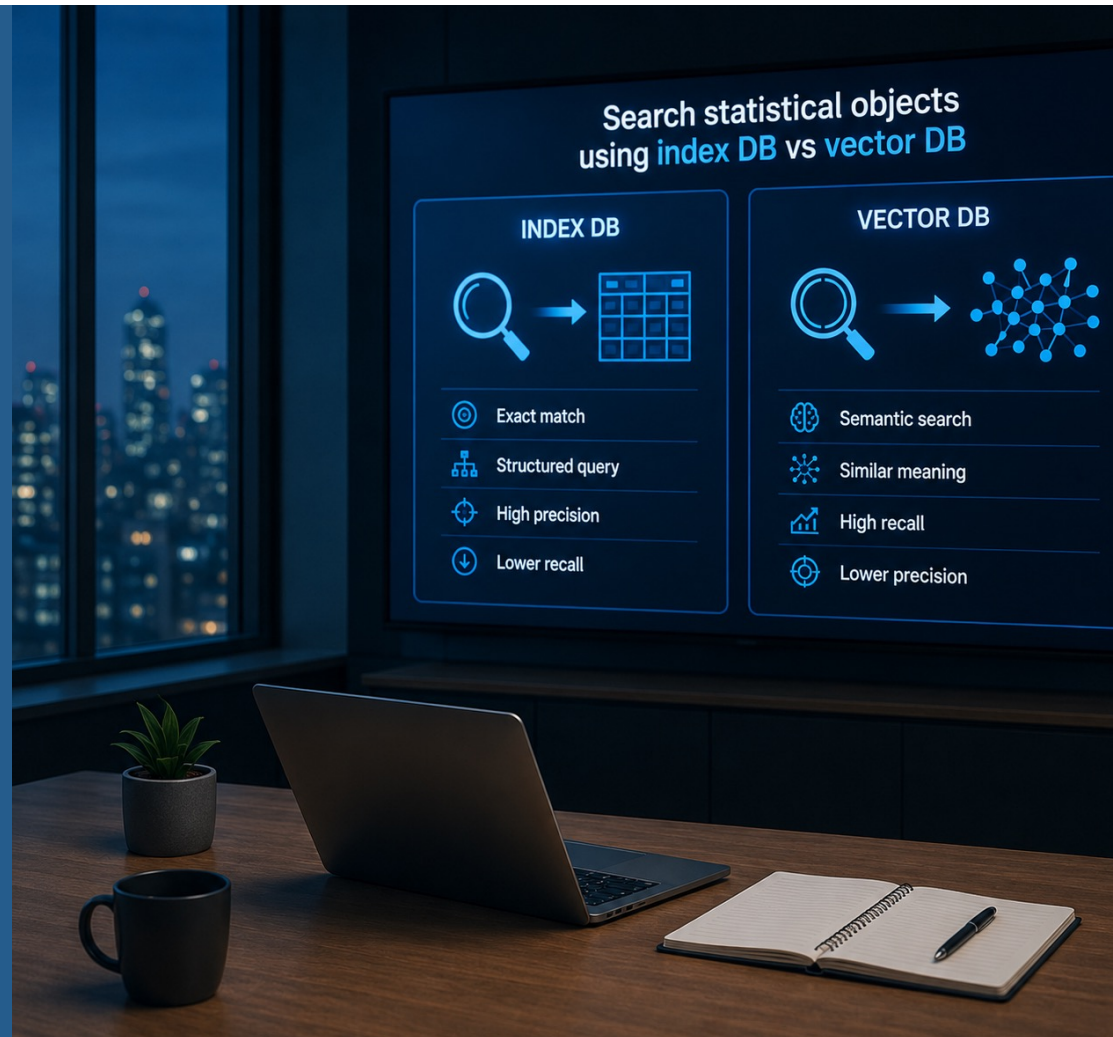 Search statistical objects
using index DB vs vector DB
INDEX DB
Exact match
Structured query
High precision
Lower recall
VECTOR DB
Semantic search
Similar meaning
High recall
Lower precision